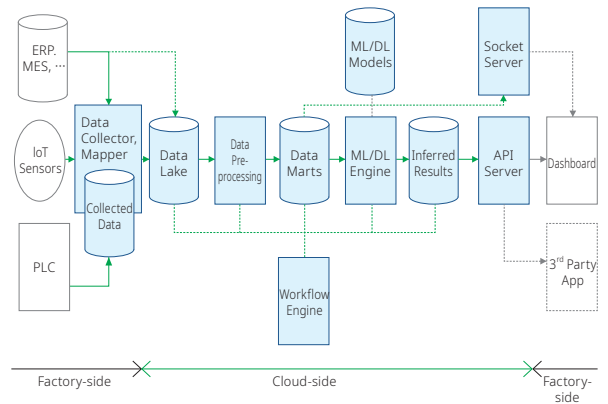 ERP.
MES, ···
ML/DL
Models
Socket
Server
Data
Collector,
Mapper
IoT
Sensors
Data
Lake
Data
Pre-
processing
Data
Marts
ML/DL
Engine
Inferred
Results
API
Server
Dashboard
Collected
Data
PLC
3rd Party
App
Workflow
Engine
Factory-side
Cloud-side
Factory-
side